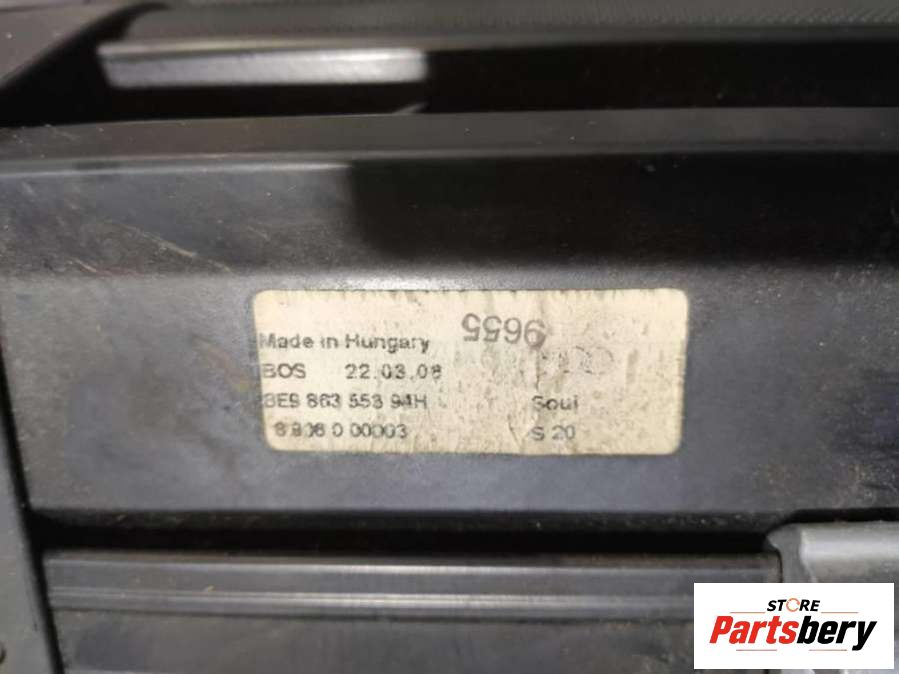 9655
Made in Hungary
BOS 22.03.08
8E9 863 553 94H Soul
S 20
STORE
Partsbery